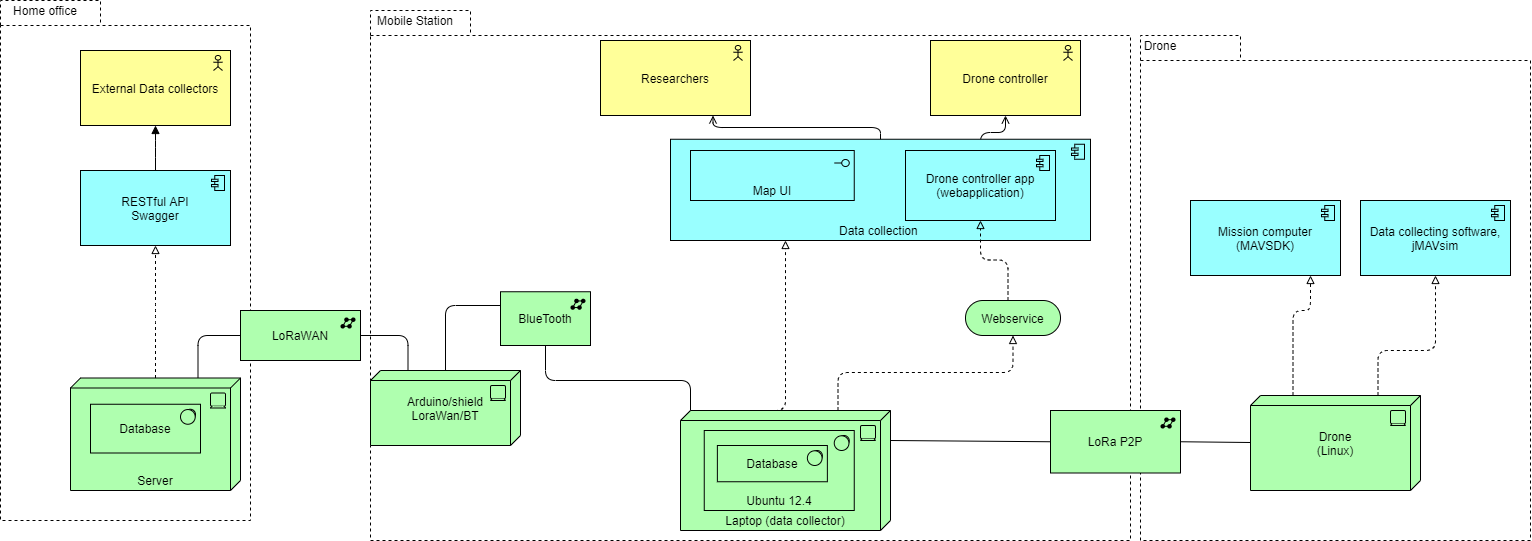 Home office
External Data collectors
RESTful API
Swagger
LoRaWAN
Database
Server
Mobile Station
Researchers
Drone controller
Map UI
Drone controller app
(webapplication)
Data collection
BlueTooth
Webservice
Arduino/shield
LoraWan/BT
Database
Ubuntu 12.4
Laptop (data collector)
LoRa P2P
Drone
Mission computer
(MAVSDK)
Data collecting software,
jMAVsim
Drone
(Linux)